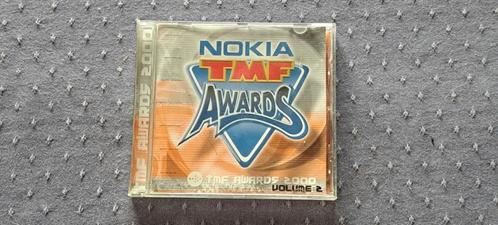 TMF AWARDS 2000
NOKIA
TMF
AWARDS
TMF AWARDS 2000
VOLUME 2